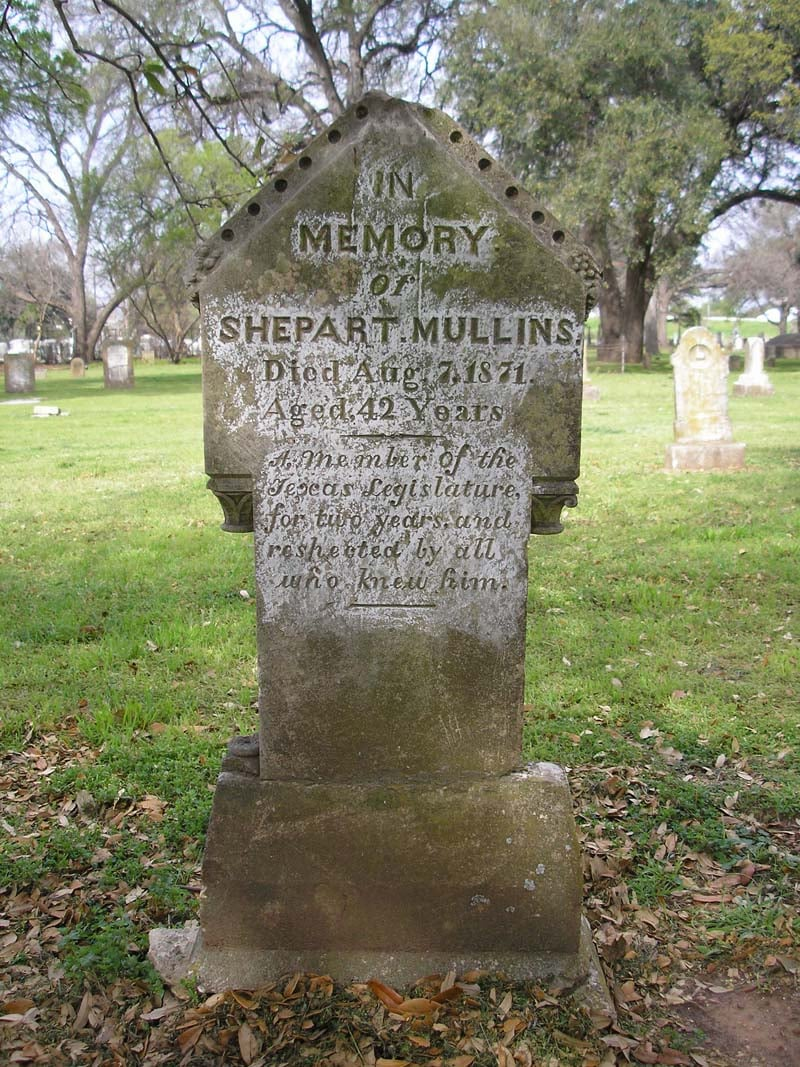 IN
MEMORY
of
SHEPART. MULLINS.
Died Aug, 7, 1871.
Aged, 42 Years
A. Member of the
Texas Legislature,
for two years, and
reshected by all
who knew him.